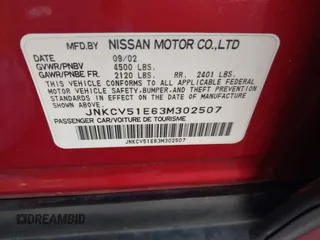 MFD.BY NISSAN MOTOR CO.,LTD
09/02
GVWR/PNBV 4500 LBS.
GAWR/PNBE FR. 2120 LBS. RR. 2401 LBS.
THIS VEHICLE CONFORMS TO ALL APPLICABLE FEDERAL
MOTOR VEHICLE SAFETY, BUMPER, AND THEFT PREVENTION
STANDARDS IN EFFECT ON THE DATE OF MANUFACTURE
SHOWN ABOVE.
JNKCV51E63M302507
PASSENGER CAR/VOITURE DE TOURISME
JNKCV51E63M302507
DREAMBID